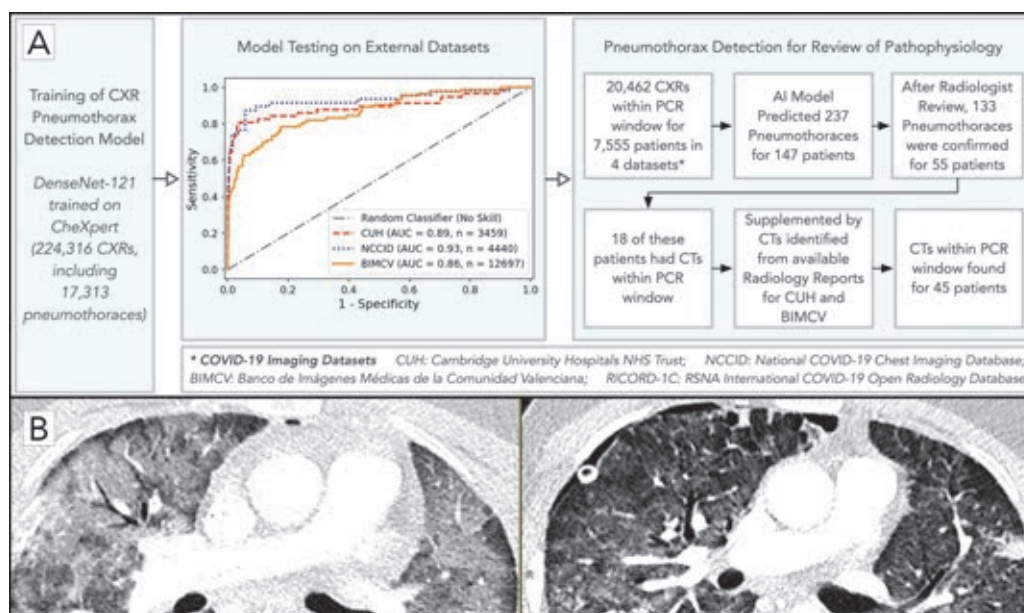 A
Training of CXR
Pneumothorax
Detection Model
DenseNet-121
trained on
CheXpert
(224,316 CXRs,
including
17,313
pneumothoraces)
Model Testing on External Datasets
Sensitivity
1.0
0.8
0.6
0.4
0.2
0.0
Random Classifier (No Skill)
CUH (AUC = 0.89, n = 3459)
NCCID (AUC = 0.93, n = 4440)
BIMCV (AUC = 0.86, n = 12697)
0.0 0.2 0.4 0.6 0.8 1.0
1 - Specificity
Pneumothorax Detection for Review of Pathophysiology
20,462 CXRs
within PCR
window for
7,555 patients in
4 datasets*
AI Model
Predicted 237
Pneumothoraces
for 147 patients
After Radiologist
Review, 133
Pneumothoraces
were confirmed
for 55 patients
18 of these
patients had CTs
within PCR
window
Supplemented by
CTs identified
from available
Radiology Reports
for CUH and
BIMCV
CTs within PCR
window found
for 45 patients
* COVID-19 Imaging Datasets CUH: Cambridge University Hospitals NHS Trust; NCCID: National COVID-19 Chest Imaging Database;
BIMCV: Banco de Imágenes Médicas de la Comunidad Valenciana; RICORD-1C: RSNA International COVID-19 Open Radiology Database
B